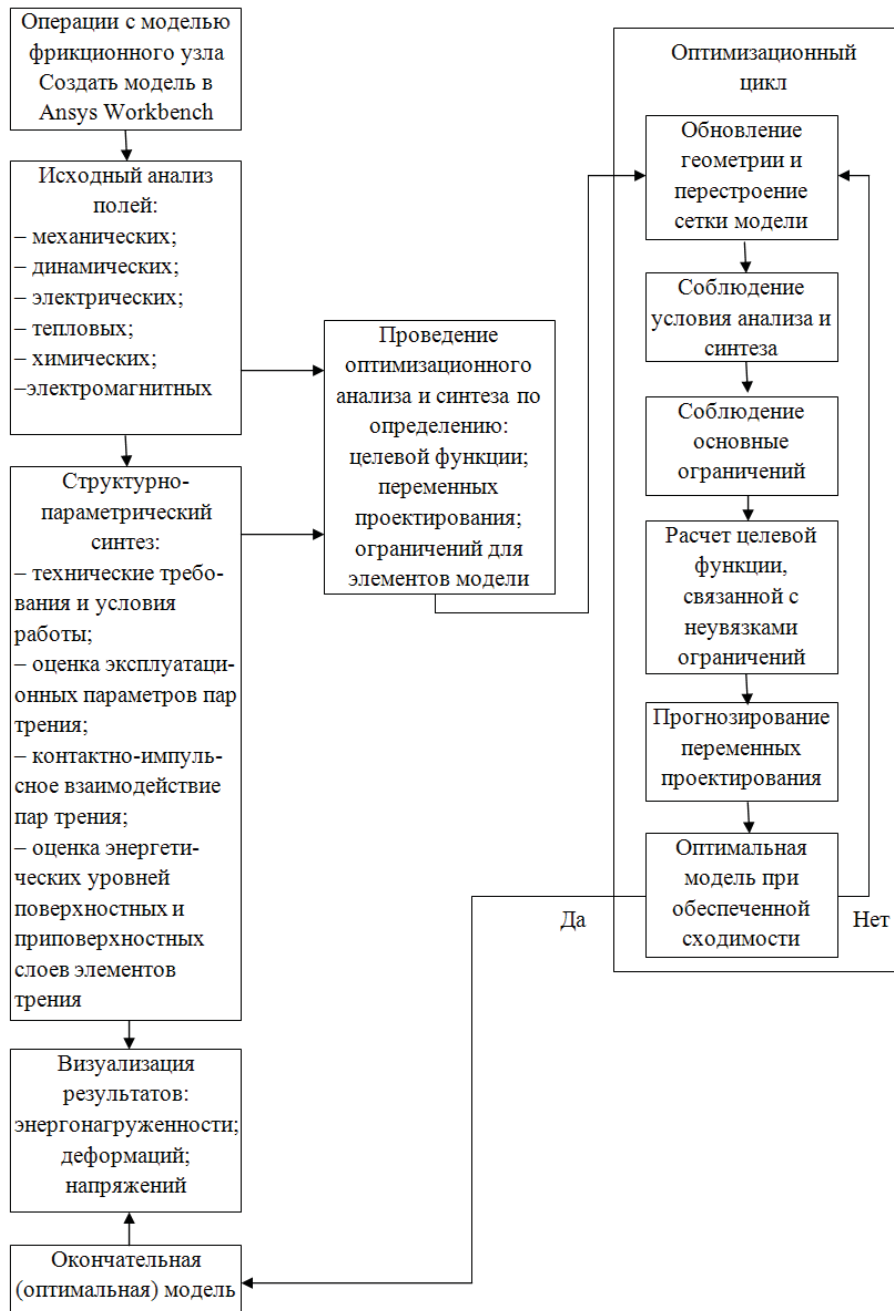 Операции с моделью
фрикционного узла
Создать модель в
Ansys Workbench
Исходный анализ
полей:
– механических;
– динамических;
– электрических;
– тепловых;
– химических;
–электромагнитных
Структурно-
параметрический
синтез:
– технические требо-
вания и условия
работы;
– оценка эксплуатаци-
онных параметров пар
трения;
– контактно-импуль-
сное взаимодействие
пар трения;
– оценка энергети-
ческих уровней
поверхностных и
приповерхностных
слоев элементов
трения
Визуализация
результатов:
энергонагруженности;
деформаций;
напряжений
Окончательная
(оптимальная) модель
Проведение
оптимизационного
анализа и синтеза по
определению:
целевой функции;
переменных
проектирования;
ограничений для
элементов модели
Оптимизационный
цикл
Обновление
геометрии и
перестроение
сетки модели
Соблюдение
условия анализа и
синтеза
Соблюдение
основные
ограничений
Расчет целевой
функции,
связанной с
неувязками
ограничений
Прогнозирование
переменных
проектирования
Оптимальная
модель при
обеспеченной
сходимости
Да
Нет